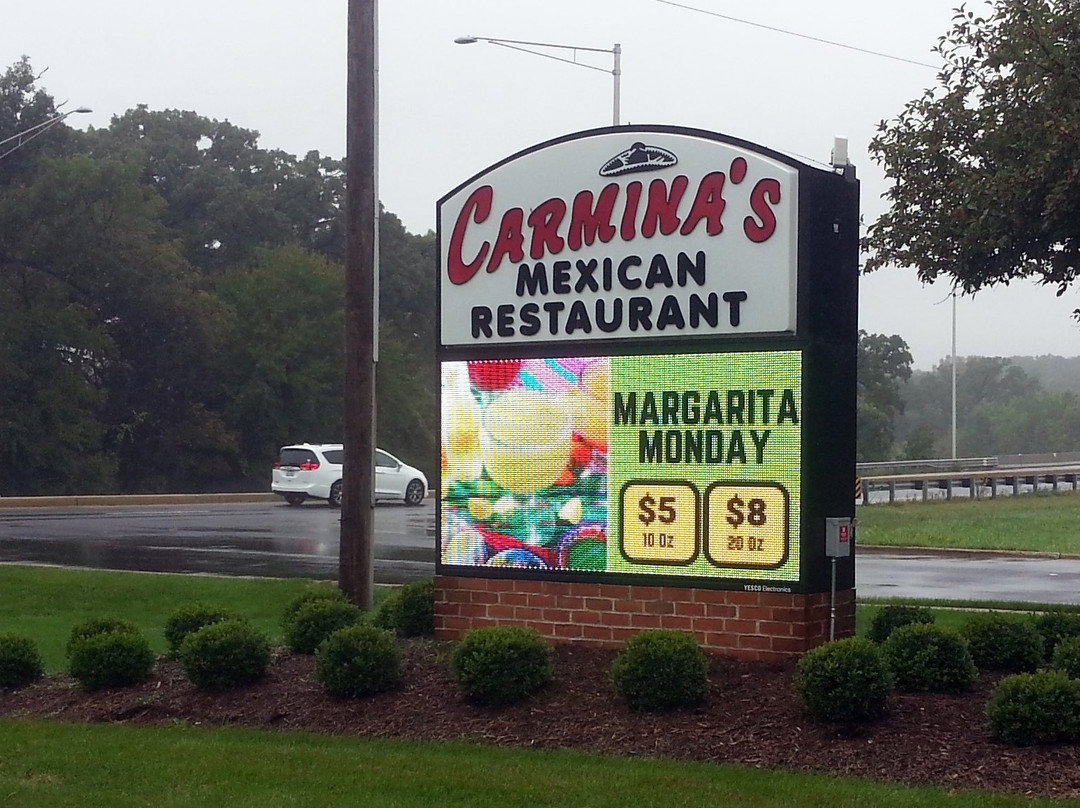 CARMINA'S
MEXICAN
RESTAURANT
MARGARITA
MONDAY
$5 $8
10 Oz 20 Oz
YESCO Electronics